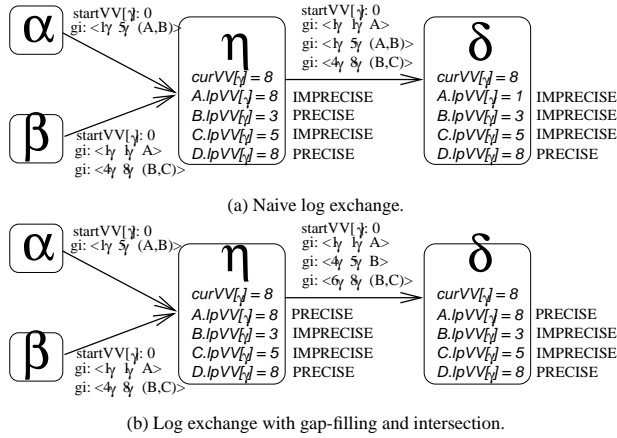 α
startVV[γ]: 0
gi: <1γ 5γ (A,B)>
β
startVV[γ]: 0
gi: <1γ 1γ A>
gi: <4γ 8γ (B,C)>
η
curVV[γ] = 8
A.lpVV[γ] = 8 IMPRECISE
B.lpVV[γ] = 3 PRECISE
C.lpVV[γ] = 5 IMPRECISE
D.lpVV[γ] = 8 PRECISE
startVV[γ]: 0
gi: <1γ 1γ A>
gi: <1γ 5γ (A,B)>
gi: <4γ 8γ (B,C)>
δ
curVV[γ] = 8
A.lpVV[γ] = 1 IMPRECISE
B.lpVV[γ] = 3 IMPRECISE
C.lpVV[γ] = 5 IMPRECISE
D.lpVV[γ] = 8 PRECISE
(a) Naive log exchange.
α
startVV[γ]: 0
gi: <1γ 5γ (A,B)>
β
startVV[γ]: 0
gi: <1γ 1γ A>
gi: <4γ 8γ (B,C)>
η
curVV[γ] = 8
A.lpVV[γ] = 8 PRECISE
B.lpVV[γ] = 3 IMPRECISE
C.lpVV[γ] = 5 IMPRECISE
D.lpVV[γ] = 8 PRECISE
startVV[γ]: 0
gi: <1γ 1γ A>
gi: <4γ 5γ B>
gi: <6γ 8γ (B,C)>
δ
curVV[γ] = 8
A.lpVV[γ] = 8 PRECISE
B.lpVV[γ] = 3 IMPRECISE
C.lpVV[γ] = 5 IMPRECISE
D.lpVV[γ] = 8 PRECISE
(b) Log exchange with gap-filling and intersection.